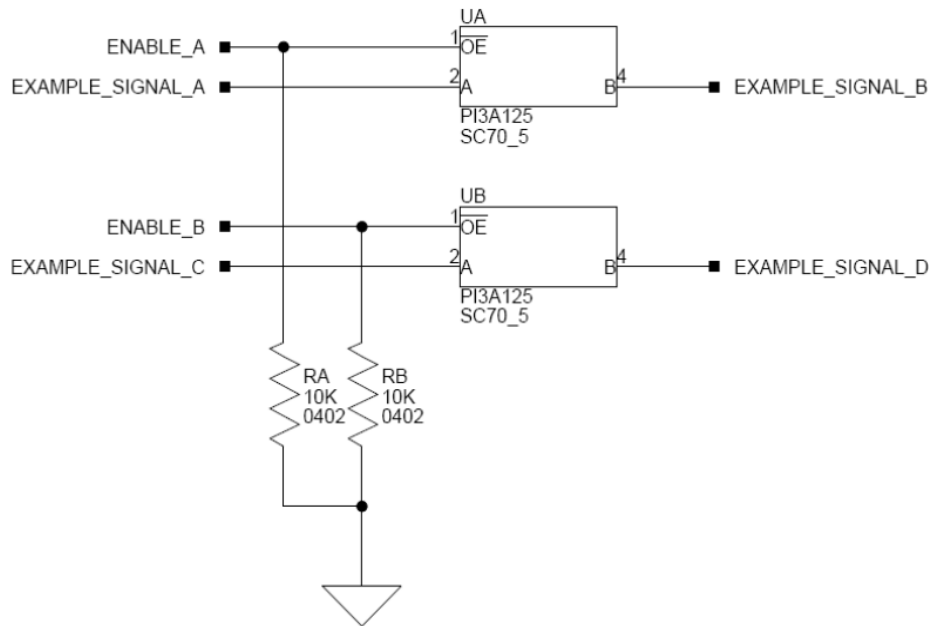 UA
ENABLE_A
1
OE
EXAMPLE_SIGNAL_A
2
A
B
4
EXAMPLE_SIGNAL_B
PI3A125
SC70_5
UB
ENABLE_B
1
OE
EXAMPLE_SIGNAL_C
2
A
B
4
EXAMPLE_SIGNAL_D
PI3A125
SC70_5
RA
10K
0402
RB
10K
0402